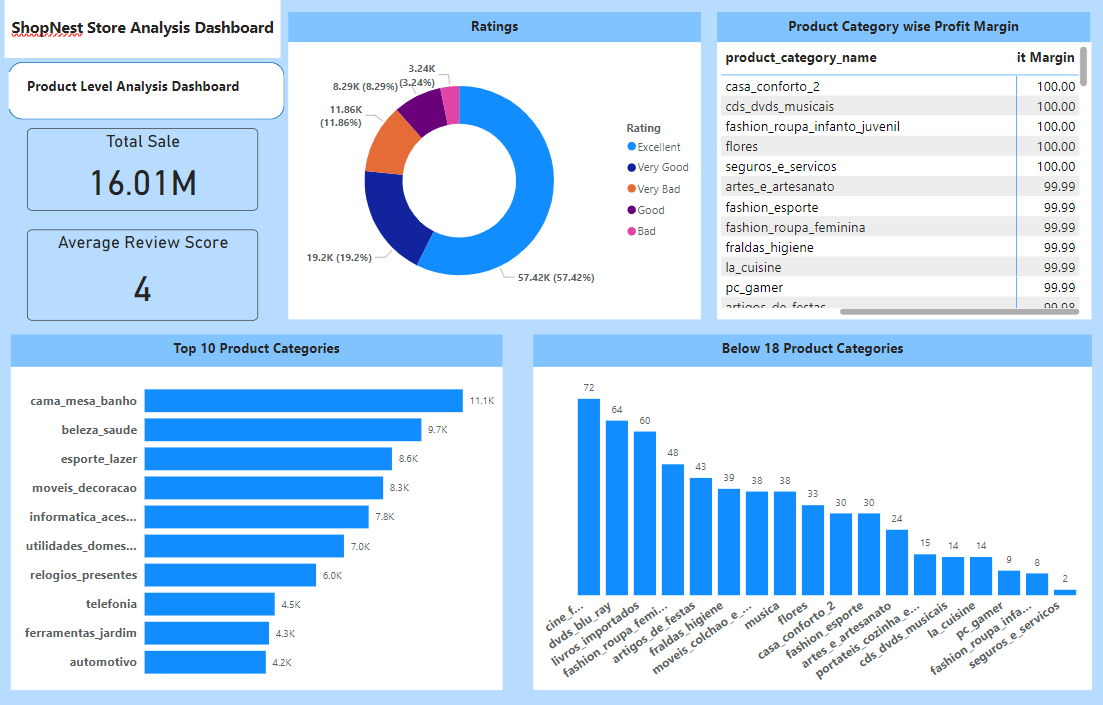 ShopNest Store Analysis Dashboard
Product Level Analysis Dashboard
Total Sale
16.01M
Average Review Score
4
Ratings
3.24K
(3.24%)
8.29K (8.29%)
11.86K
(11.86%)
19.2K (19.2%)
57.42K (57.42%)
Rating
Excellent
Very Good
Very Bad
Good
Bad
Product Category wise Profit Margin
product_category_name it Margin
casa_conforto_2 100.00
cds_dvds_musicais 100.00
fashion_roupa_infanto_juvenil 100.00
flores 100.00
seguros_e_servicos 100.00
artes_e_artesanato 99.99
fashion_esporte 99.99
fashion_roupa_feminina 99.99
fraldas_higiene 99.99
la_cuisine 99.99
pc_gamer 99.99
artigos_de_festas 99.98
Top 10 Product Categories
cama_mesa_banho 11.1K
beleza_saude 9.7K
esporte_lazer 8.6K
moveis_decoracao 8.3K
informatica_aces... 7.8K
utilidades_domes... 7.0K
relogios_presentes 6.0K
telefonia 4.5K
ferramentas_jardim 4.3K
automotivo 4.2K
Below 18 Product Categories
72 64 60 48 43 39 38 38 33 30 30 24 15 14 14 9 8 2
cine_f...
dvds_blu_ray
livros_importados
fashion_roupa_femi...
artigos_de_festas
fraldas_higiene
moveis_colchao_e_...
musica
flores
casa_conforto_2
fashion_esporte
artes_e_artesanato
portateis_cozinha_e...
cds_dvds_musicais
la_cuisine
pc_gamer
fashion_roupa_infa...
seguros_e_servicos